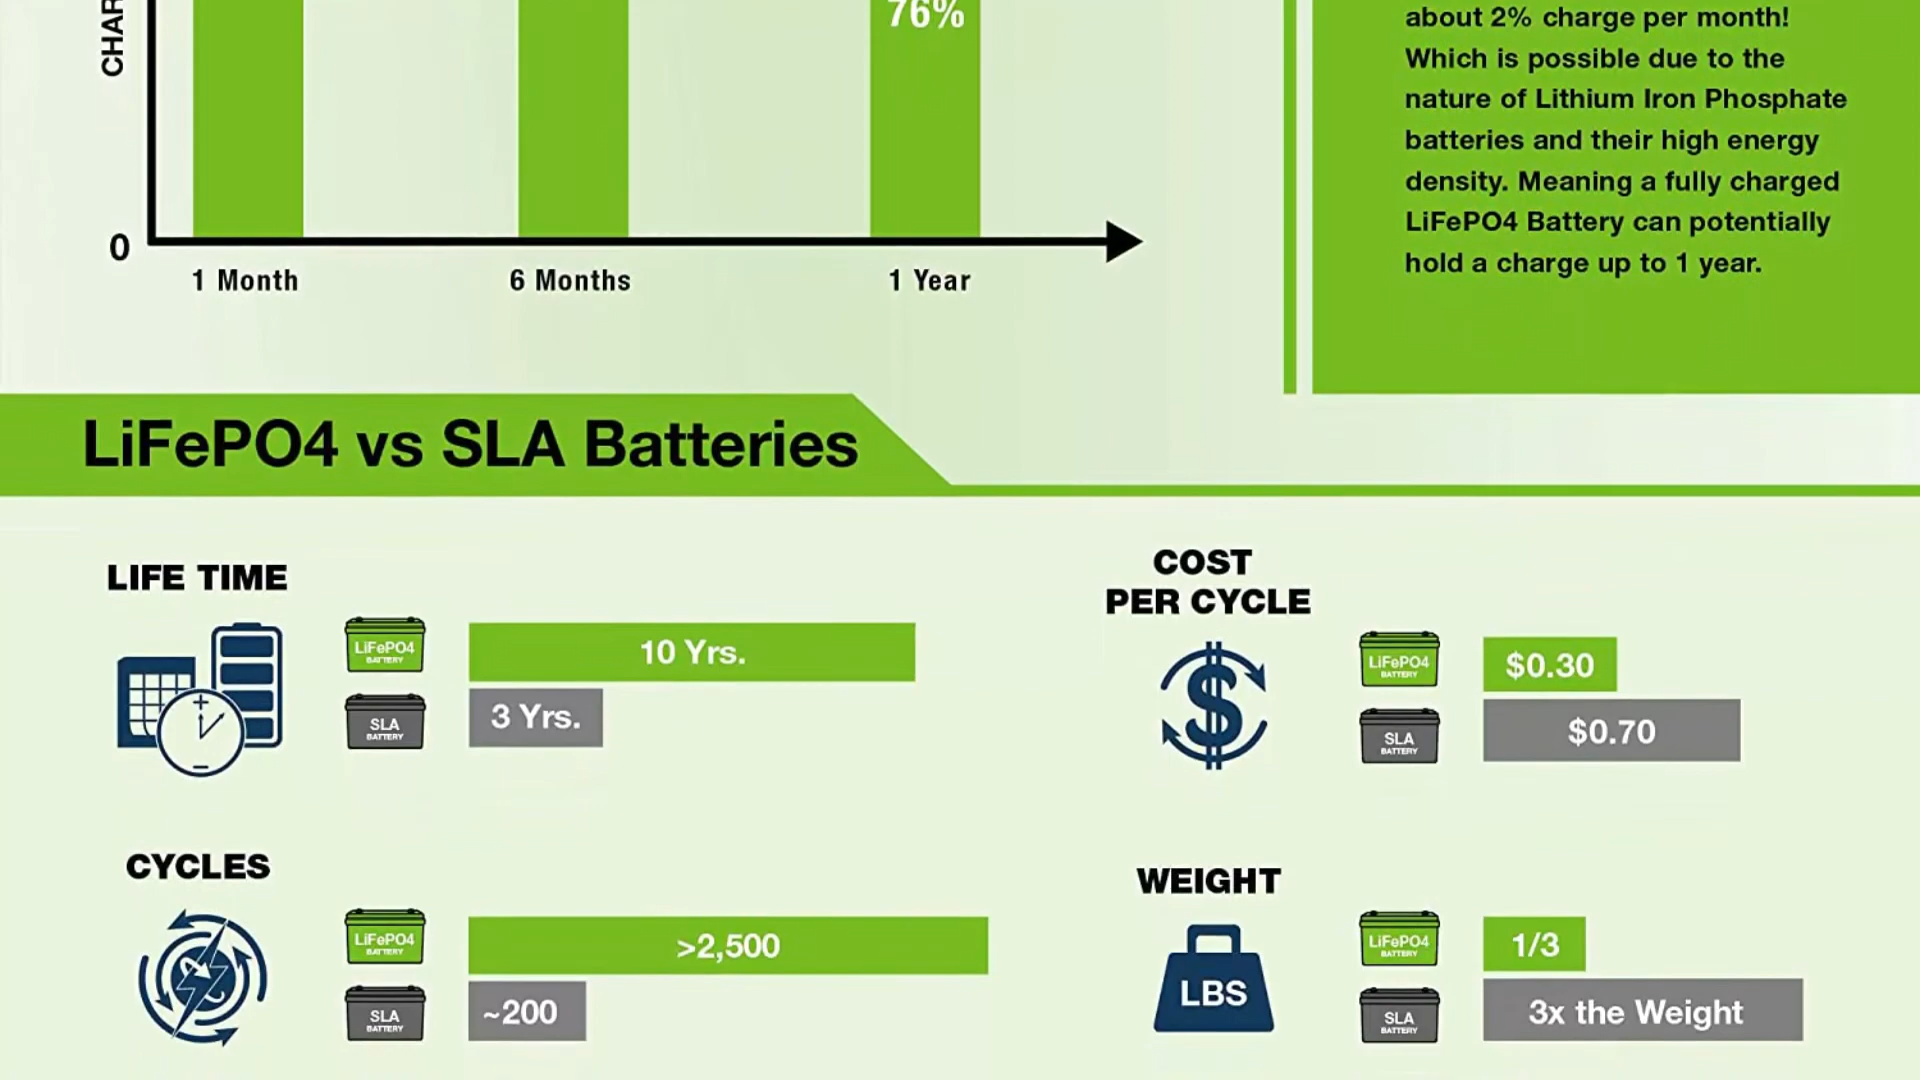 76%
about 2% charge per month!
Which is possible due to the
nature of Lithium Iron Phosphate
batteries and their high energy
density. Meaning a fully charged
LiFePO4 Battery can potentially
hold a charge up to 1 year.
0
1 Month
6 Months
1 Year
LiFePO4 vs SLA Batteries
LIFE TIME
LiFePO4
BATTERY
10 Yrs.
SLA
BATTERY
3 Yrs.
COST
PER CYCLE
$
LiFePO4
BATTERY
$0.30
SLA
BATTERY
$0.70
CYCLES
LiFePO4
BATTERY
>2,500
SLA
BATTERY
~200
WEIGHT
LBS
LiFePO4
BATTERY
1/3
SLA
BATTERY
3x the Weight